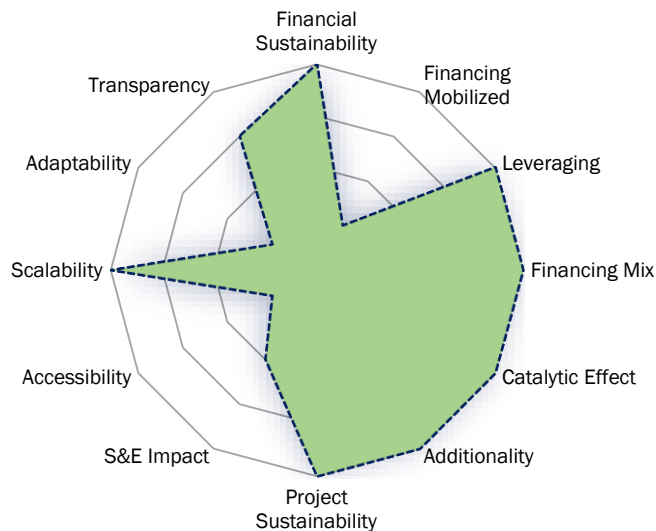 Financial
Sustainability
Financing
Mobilized
Leveraging
Financing Mix
Catalytic Effect
Additionality
Project
Sustainability
S&E Impact
Accessibility
Scalability
Adaptability
Transparency